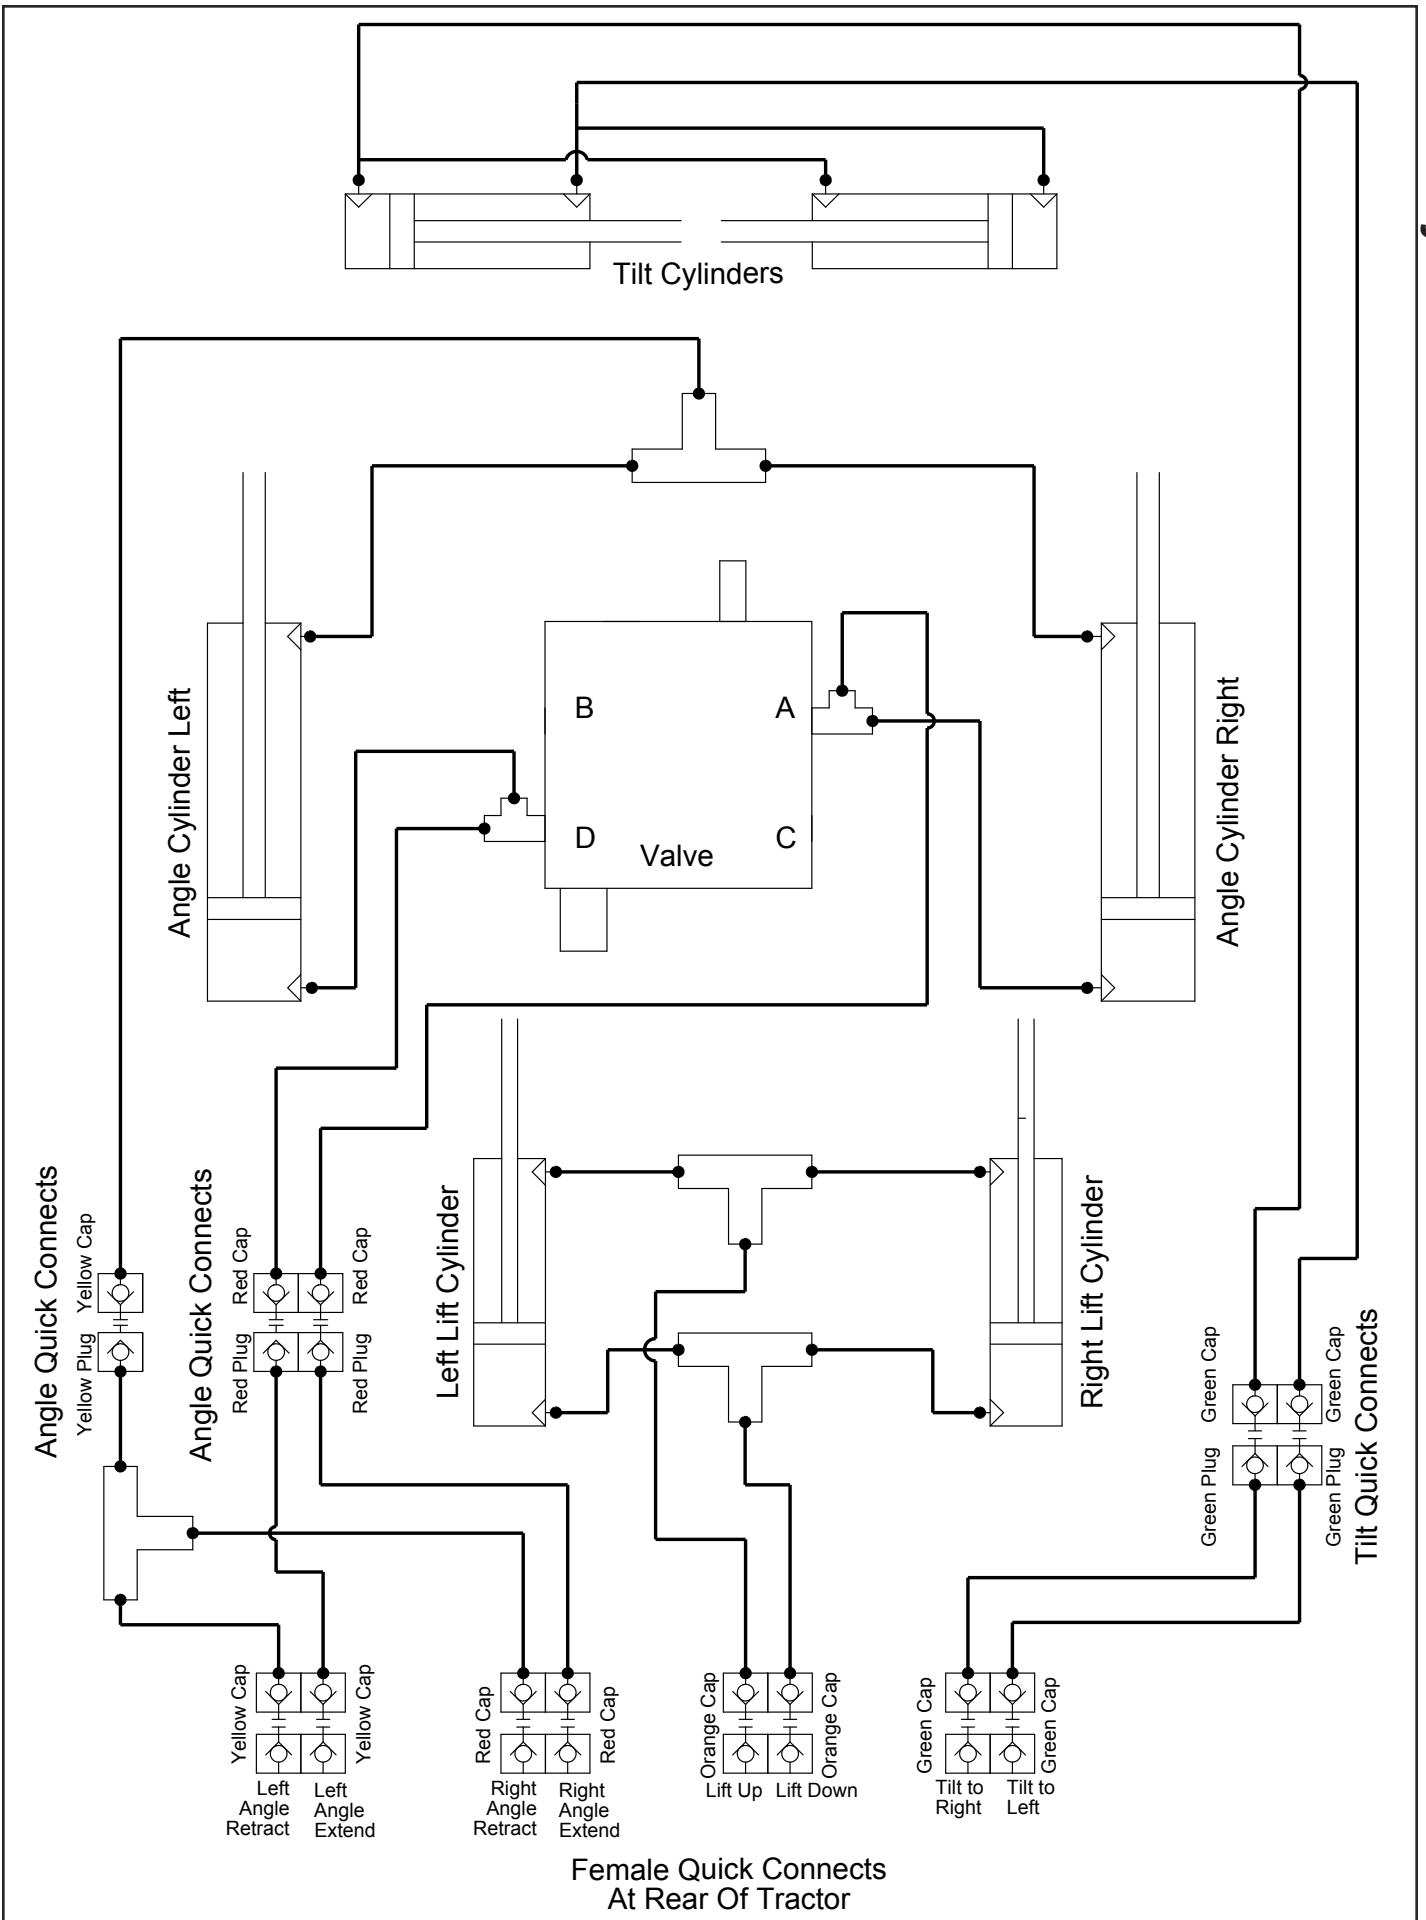 Tilt Cylinders
Angle Cylinder Left
B
A
D
C
Valve
Angle Cylinder Right
Angle Quick Connects
Yellow Cap
Yellow Plug
Angle Quick Connects
Red Cap
Red Plug
Red Cap
Red Plug
Left Lift Cylinder
Right Lift Cylinder
Green Cap
Green Plug
Green Cap
Green Plug
Tilt Quick Connects
Yellow Cap
Yellow Cap
Left
Angle
Retract
Left
Angle
Extend
Red Cap
Red Cap
Right
Angle
Retract
Right
Angle
Extend
Orange Cap
Orange Cap
Lift Up
Lift Down
Green Cap
Green Cap
Tilt to
Right
Tilt to
Left
Female Quick Connects
At Rear Of Tractor